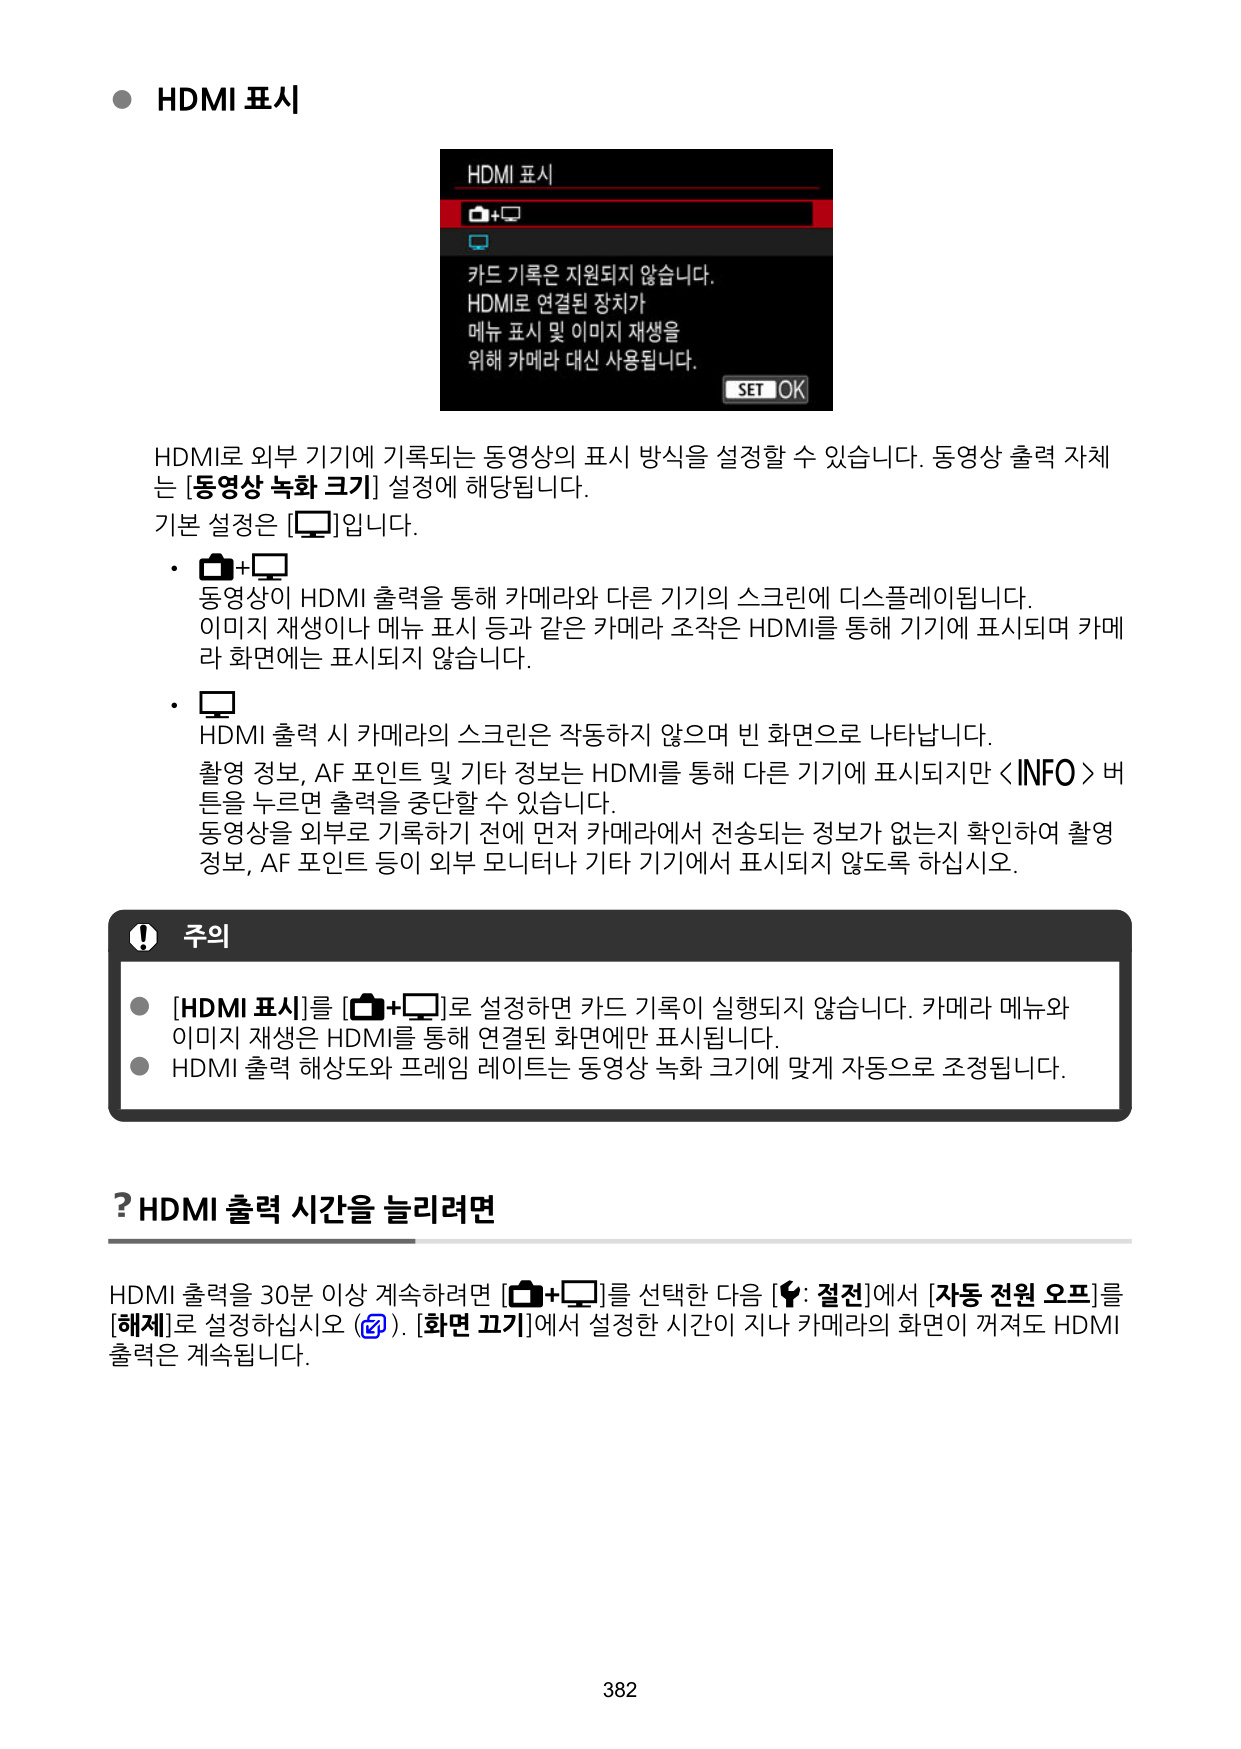 ● HDMI 표시
HDMI 표시
+
카드 기록은 지원되지 않습니다.
HDMI로 연결된 장치가
메뉴 표시 및 이미지 재생을
위해 카메라 대신 사용됩니다.
SET OK
HDMI로 외부 기기에 기록되는 동영상의 표시 방식을 설정할 수 있습니다. 동영상 출력 자체
는 [동영상 녹화 크기] 설정에 해당됩니다.
기본 설정은 []입니다.
• +
동영상이 HDMI 출력을 통해 카메라와 다른 기기의 스크린에 디스플레이됩니다.
이미지 재생이나 메뉴 표시 등과 같은 카메라 조작은 HDMI를 통해 기기에 표시되며 카메
라 화면에는 표시되지 않습니다.
•
HDMI 출력 시 카메라의 스크린은 작동하지 않으며 빈 화면으로 나타납니다.
촬영 정보, AF 포인트 및 기타 정보는 HDMI를 통해 다른 기기에 표시되지만 < INFO > 버
튼을 누르면 출력을 중단할 수 있습니다.
동영상을 외부로 기록하기 전에 먼저 카메라에서 전송되는 정보가 없는지 확인하여 촬영
정보, AF 포인트 등이 외부 모니터나 기타 기기에서 표시되지 않도록 하십시오.
주의
● [HDMI 표시]를 [+]로 설정하면 카드 기록이 실행되지 않습니다. 카메라 메뉴와
이미지 재생은 HDMI를 통해 연결된 화면에만 표시됩니다.
● HDMI 출력 해상도와 프레임 레이트는 동영상 녹화 크기에 맞게 자동으로 조정됩니다.
? HDMI 출력 시간을 늘리려면
HDMI 출력을 30분 이상 계속하려면 [+]를 선택한 다음 [: 절전]에서 [자동 전원 오프]를
[해제]로 설정하십시오 (). [화면 끄기]에서 설정한 시간이 지나 카메라의 화면이 꺼져도 HDMI
출력은 계속됩니다.
382